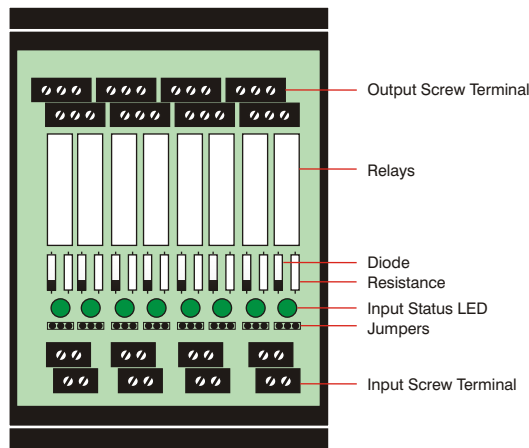 Output Screw Terminal
Relays
Diode
Resistance
Input Status LED
Jumpers
Input Screw Terminal